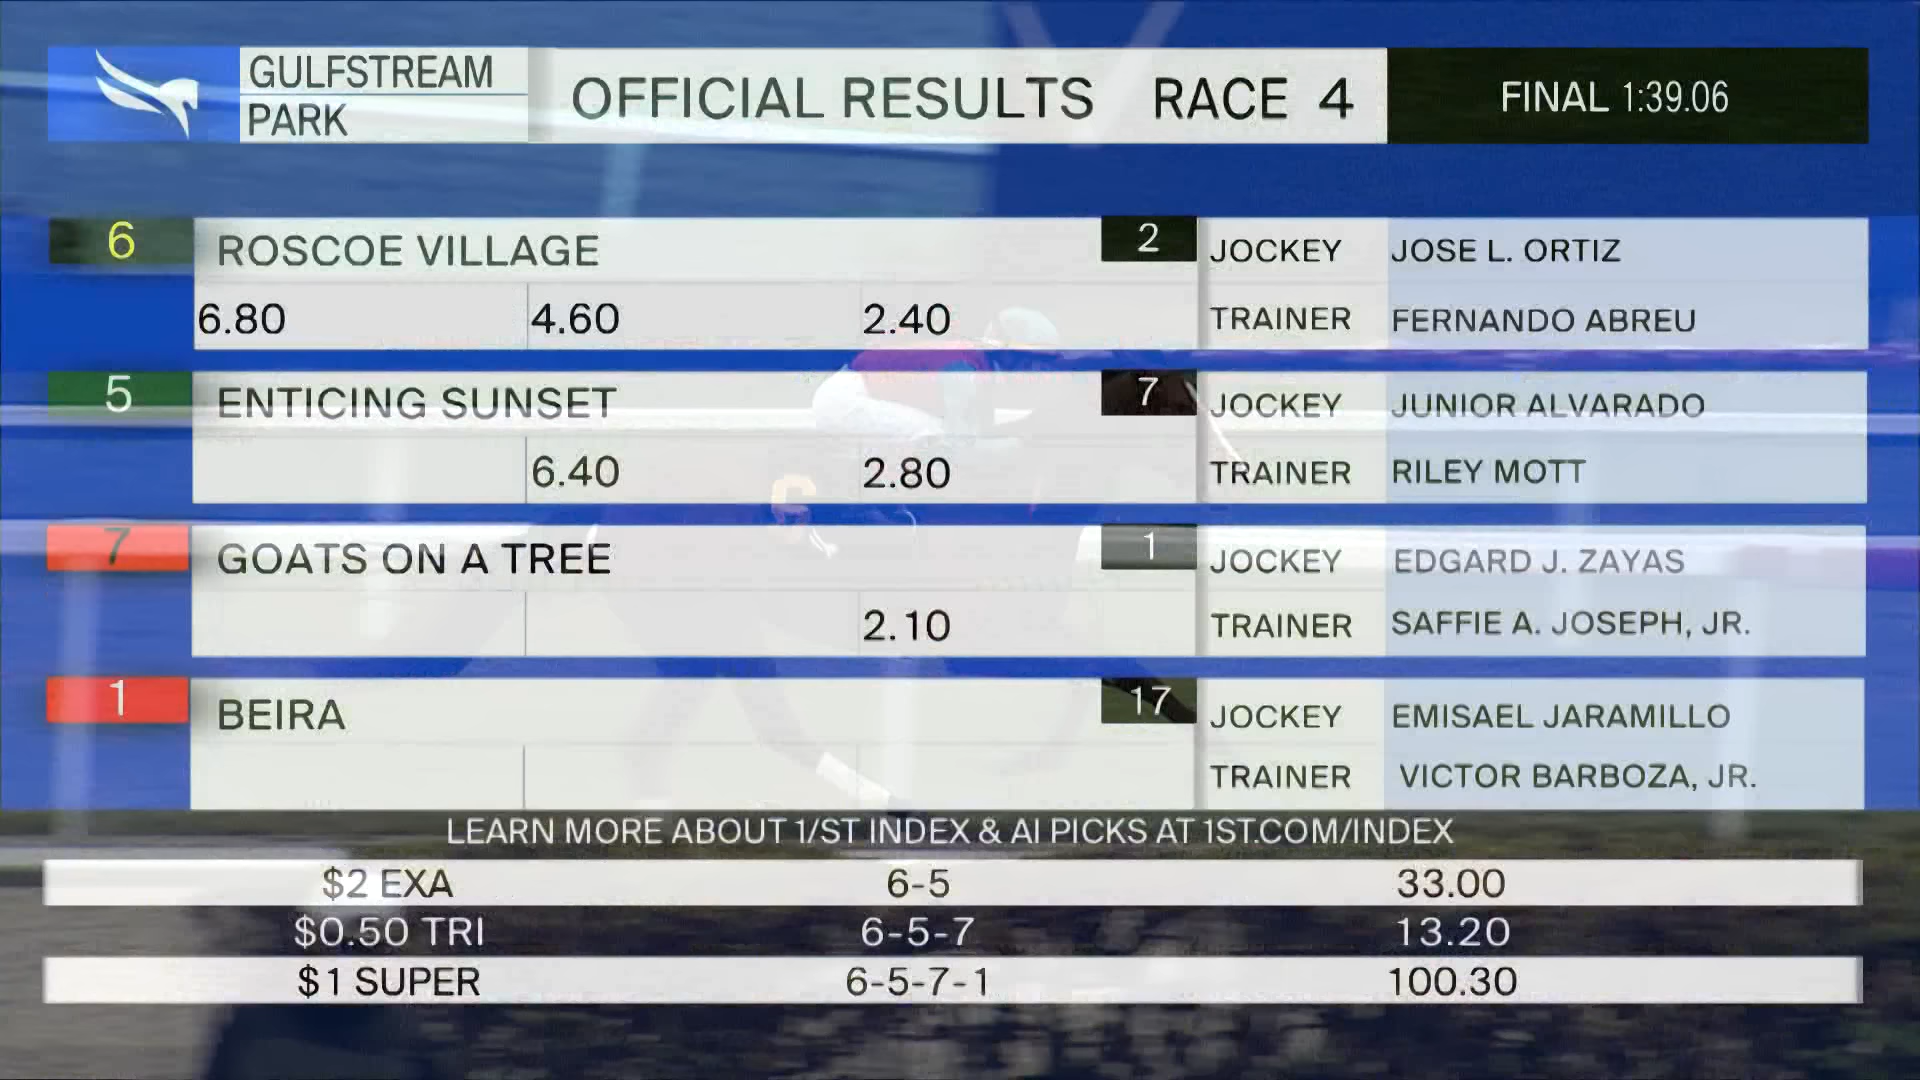 GULFSTREAM PARK
OFFICIAL RESULTS RACE 4
FINAL 1:39.06
6 ROSCOE VILLAGE 2 JOCKEY JOSE L. ORTIZ
6.80 4.60 2.40 TRAINER FERNANDO ABREU
5 ENTICING SUNSET 7 JOCKEY JUNIOR ALVARADO
6.40 2.80 TRAINER RILEY MOTT
7 GOATS ON A TREE 1 JOCKEY EDGARD J. ZAYAS
2.10 TRAINER SAFFIE A. JOSEPH, JR.
1 BEIRA 17 JOCKEY EMISAEL JARAMILLO
TRAINER VICTOR BARBOZA, JR.
LEARN MORE ABOUT 1/ST INDEX & AI PICKS AT 1ST.COM/INDEX
$2 EXA 6-5 33.00
$0.50 TRI 6-5-7 13.20
$1 SUPER 6-5-7-1 100.30